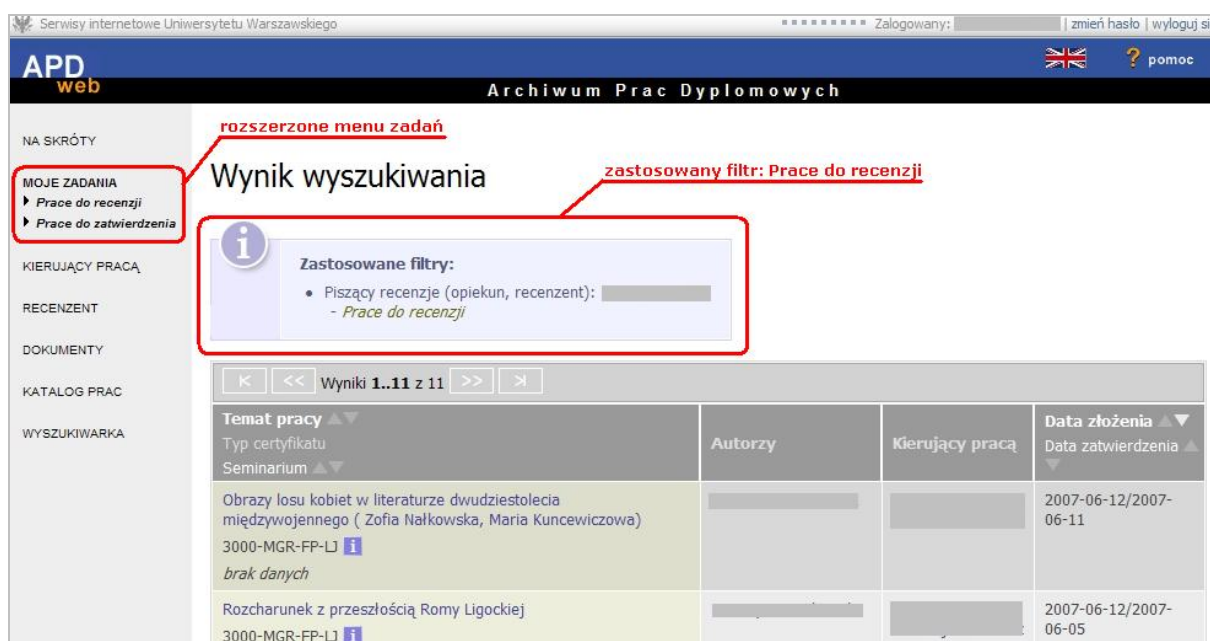 Serwisy internetowe Uniwersytetu Warszawskiego
Zalogowany: | zmień hasło | wyloguj si
APD
web
pomoc
Archiwum Prac Dyplomowych
NA SKRÓTY
MOJE ZADANIA
Prace do recenzji
Prace do zatwierdzenia
KIERUJĄCY PRACĄ
RECENZENT
DOKUMENTY
KATALOG PRAC
WYSZUKIWARKA
rozszerzone menu zadań
Wynik wyszukiwania
zastosowany filtr: Prace do recenzji
Zastosowane filtry:
• Piszący recenzje (opiekun, recenzent):
- Prace do recenzji
K << Wyniki 1..11 z 11 >> >|
Temat pracy
Typ certyfikatu
Seminarium
Autorzy
Kierujący pracą
Data złożenia
Data zatwierdzenia
Obrazy losu kobiet w literaturze dwudziestolecia
międzywojennego ( Zofia Nałkowska, Maria Kuncewiczowa)
3000-MGR-FP-LJ i
brak danych
2007-06-12/2007-
06-11
Rozcharunek z przeszłością Romy Ligockiej
3000-MGR-FP-LJ i
2007-06-12/2007-
06-05